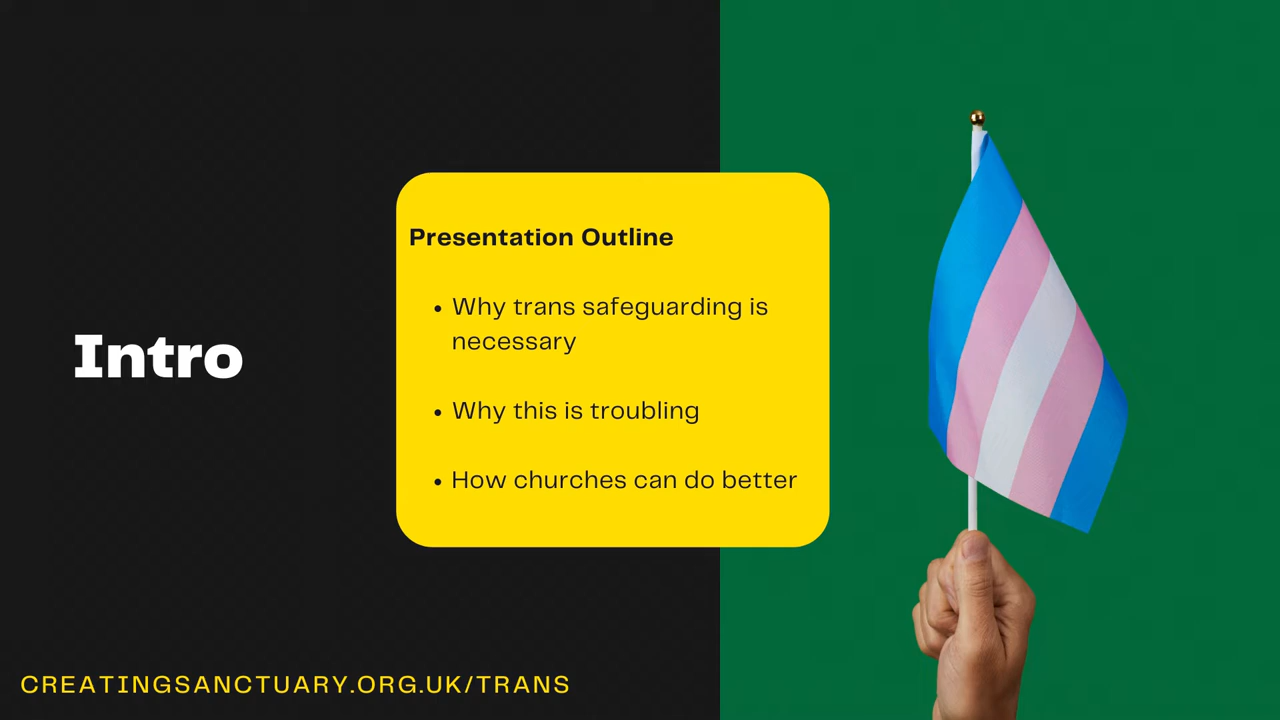 Intro
Presentation Outline
• Why trans safeguarding is
necessary
• Why this is troubling
• How churches can do better
CREATINGSANCTUARY.ORG.UK/TRANS